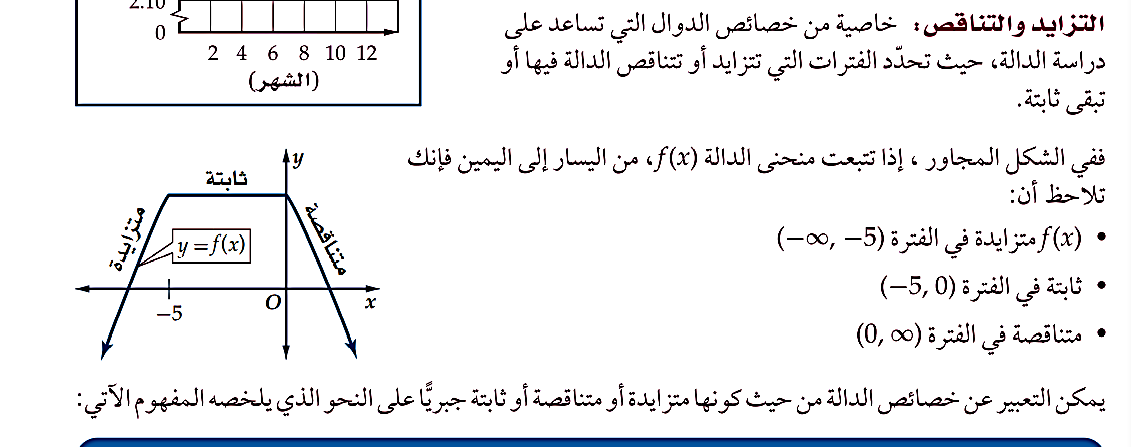 2.10
0
2 4 6 8 10 12
(الشهر)
التزايد والتناقص: خاصية من خصائص الدوال التي تساعد على
دراسة الدالة، حيث تحدّد الفترات التي تتزايد أو تتناقص الدالة فيها أو
تبقى ثابتة.
ففي الشكل المجاور ، إذا تتبعت منحنى الدالة f(x)، من اليسار إلى اليمين فإنك
تلاحظ أن:
• f(x) متزايدة في الفترة (−∞, −5)
• ثابتة في الفترة (−5, 0)
• متناقصة في الفترة (0, ∞)
y
ثابتة
متزايدة
متناقصة
y = f(x)
−5
O
x
يمكن التعبير عن خصائص الدالة من حيث كونها متزايدة أو متناقصة أو ثابتة جبريًّا على النحو الذي يلخصه المفهوم الآتي: